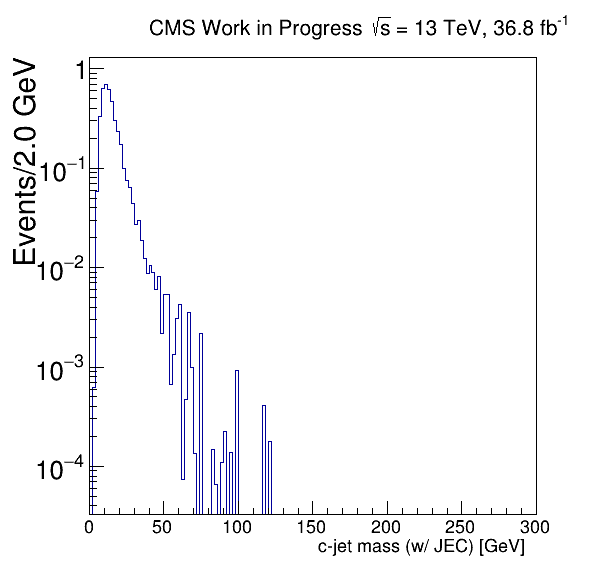 CMS Work in Progress √s = 13 TeV, 36.8 fb⁻¹
Events/2.0 GeV
1
10⁻¹
10⁻²
10⁻³
10⁻⁴
0 50 100 150 200 250 300
c-jet mass (w/ JEC) [GeV]